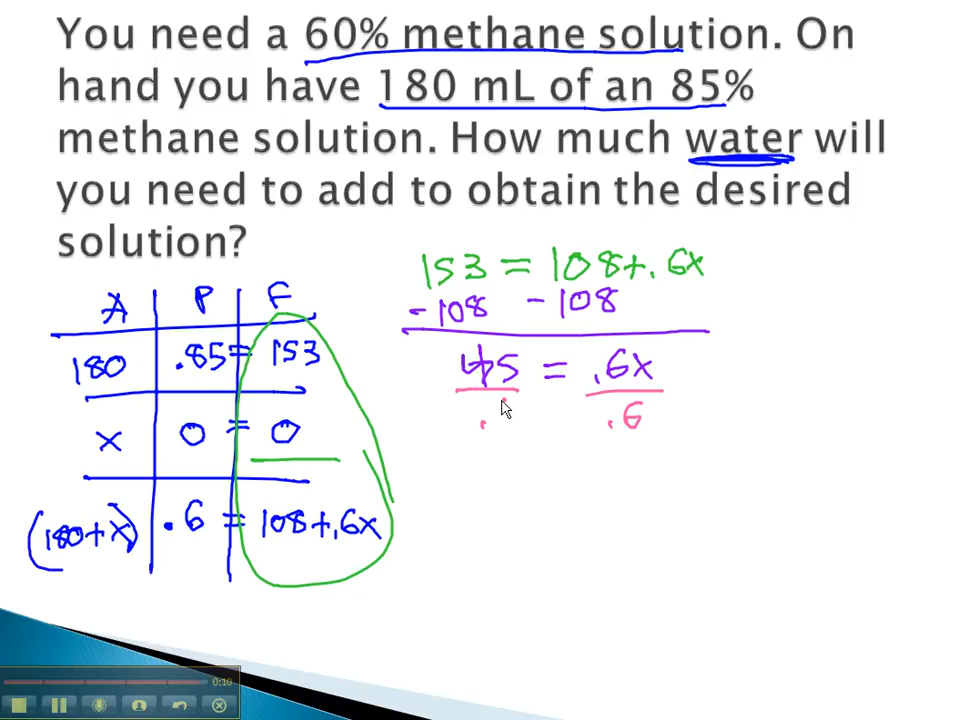 You need a 60% methane solution. On
hand you have 180 mL of an 85%
methane solution. How much water will
you need to add to obtain the desired
solution?
A P F
180 .85 = 153
x 0 = 0
(180+x) .6 = 108+.6x
153 = 108+.6x
-108 -108
45 = .6x
. .6
0:10